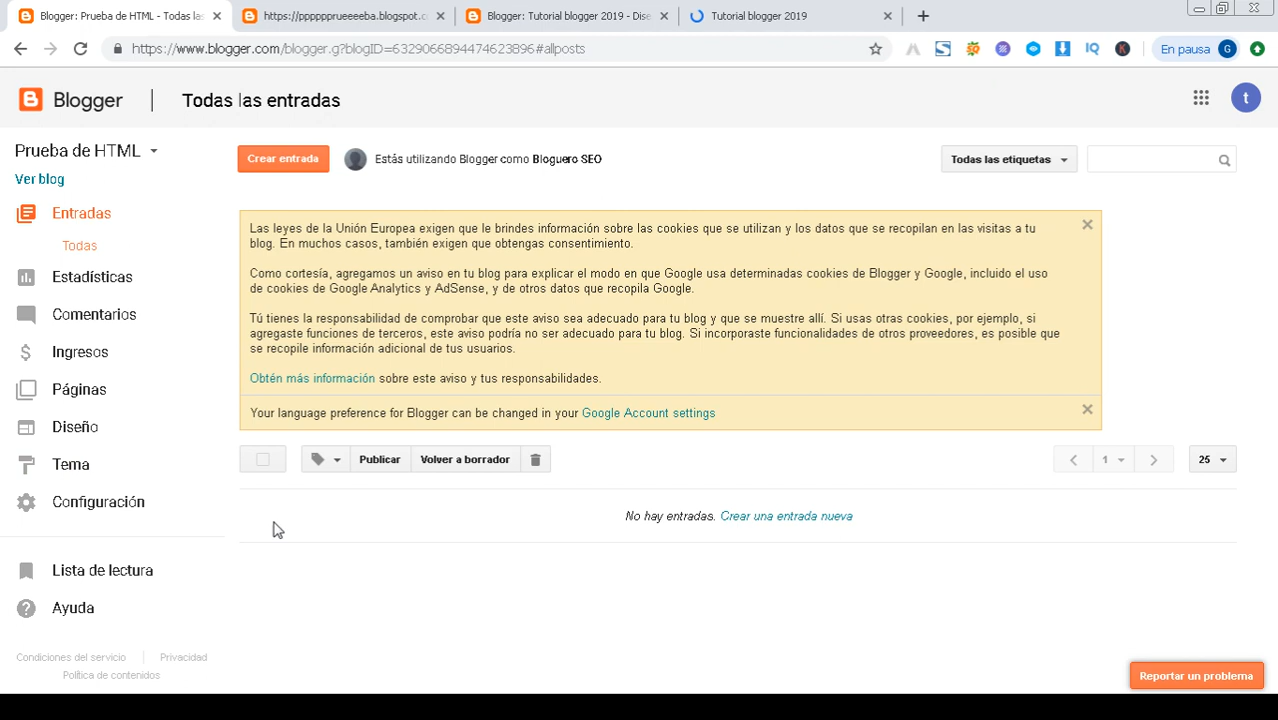 Blogger: Prueba de HTML - Todas las
https://ppppppprueeeeba.blogspot.c
Blogger: Tutorial blogger 2019 - Dise
Tutorial blogger 2019
https://www.blogger.com/blogger.g?blogID=6329066894474623896#allposts
IQ
K
En pausa
G
Blogger
Todas las entradas
t
Prueba de HTML
Ver blog
Crear entrada
Estás utilizando Blogger como Bloguero SEO
Todas las etiquetas
Entradas
Todas
Estadísticas
Comentarios
Ingresos
Páginas
Diseño
Tema
Configuración
Lista de lectura
Ayuda
Condiciones del servicio
Privacidad
Política de contenidos
Las leyes de la Unión Europea exigen que le brindes información sobre las cookies que se utilizan y los datos que se recopilan en las visitas a tu
blog. En muchos casos, también exigen que obtengas consentimiento.
Como cortesía, agregamos un aviso en tu blog para explicar el modo en que Google usa determinadas cookies de Blogger y Google, incluido el uso
de cookies de Google Analytics y AdSense, y de otros datos que recopila Google.
Tú tienes la responsabilidad de comprobar que este aviso sea adecuado para tu blog y que se muestre allí. Si usas otras cookies, por ejemplo, si
agregaste funciones de terceros, este aviso podría no ser adecuado para tu blog. Si incorporaste funcionalidades de otros proveedores, es posible que
se recopile información adicional de tus usuarios.
Obtén más información sobre este aviso y tus responsabilidades.
Your language preference for Blogger can be changed in your Google Account settings
Publicar
Volver a borrador
1
25
No hay entradas. Crear una entrada nueva
Reportar un problema